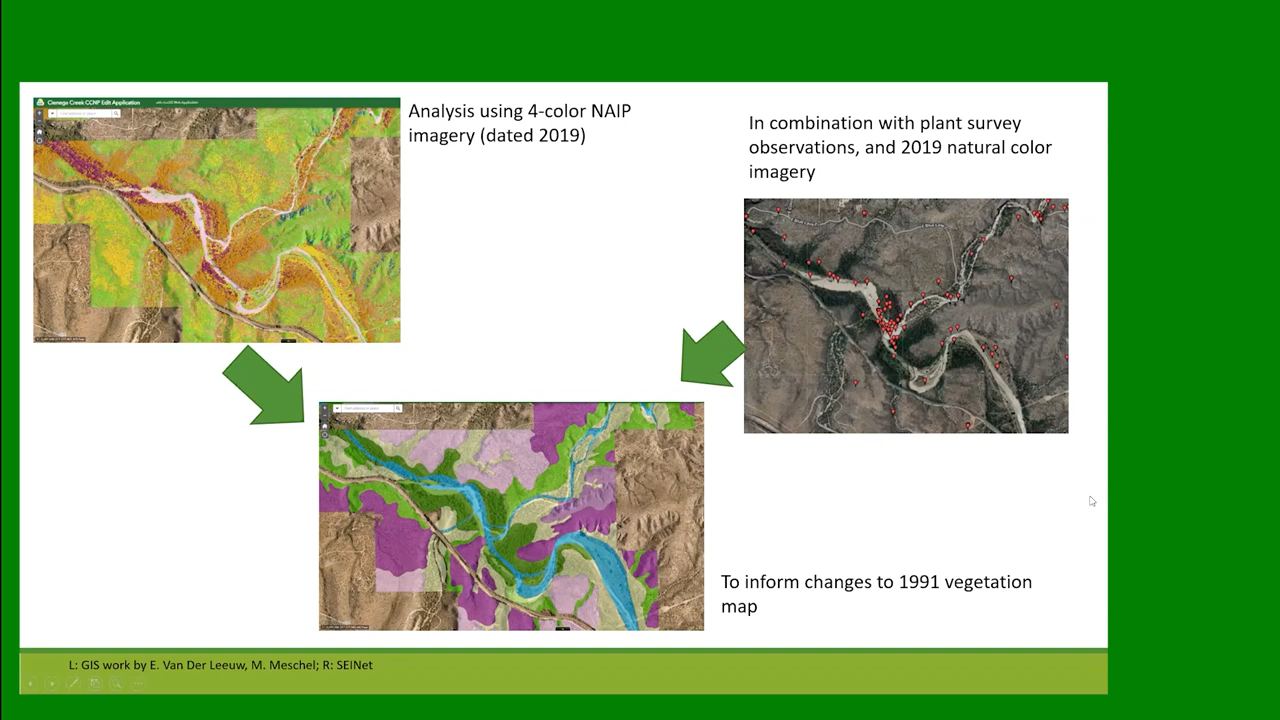 Cienega Creek CCNP Edit Application
Analysis using 4-color NAIP
imagery (dated 2019)
In combination with plant survey
observations, and 2019 natural color
imagery
To inform changes to 1991 vegetation
map
L: GIS work by E. Van Der Leeuw, M. Meschel; R: SEINet